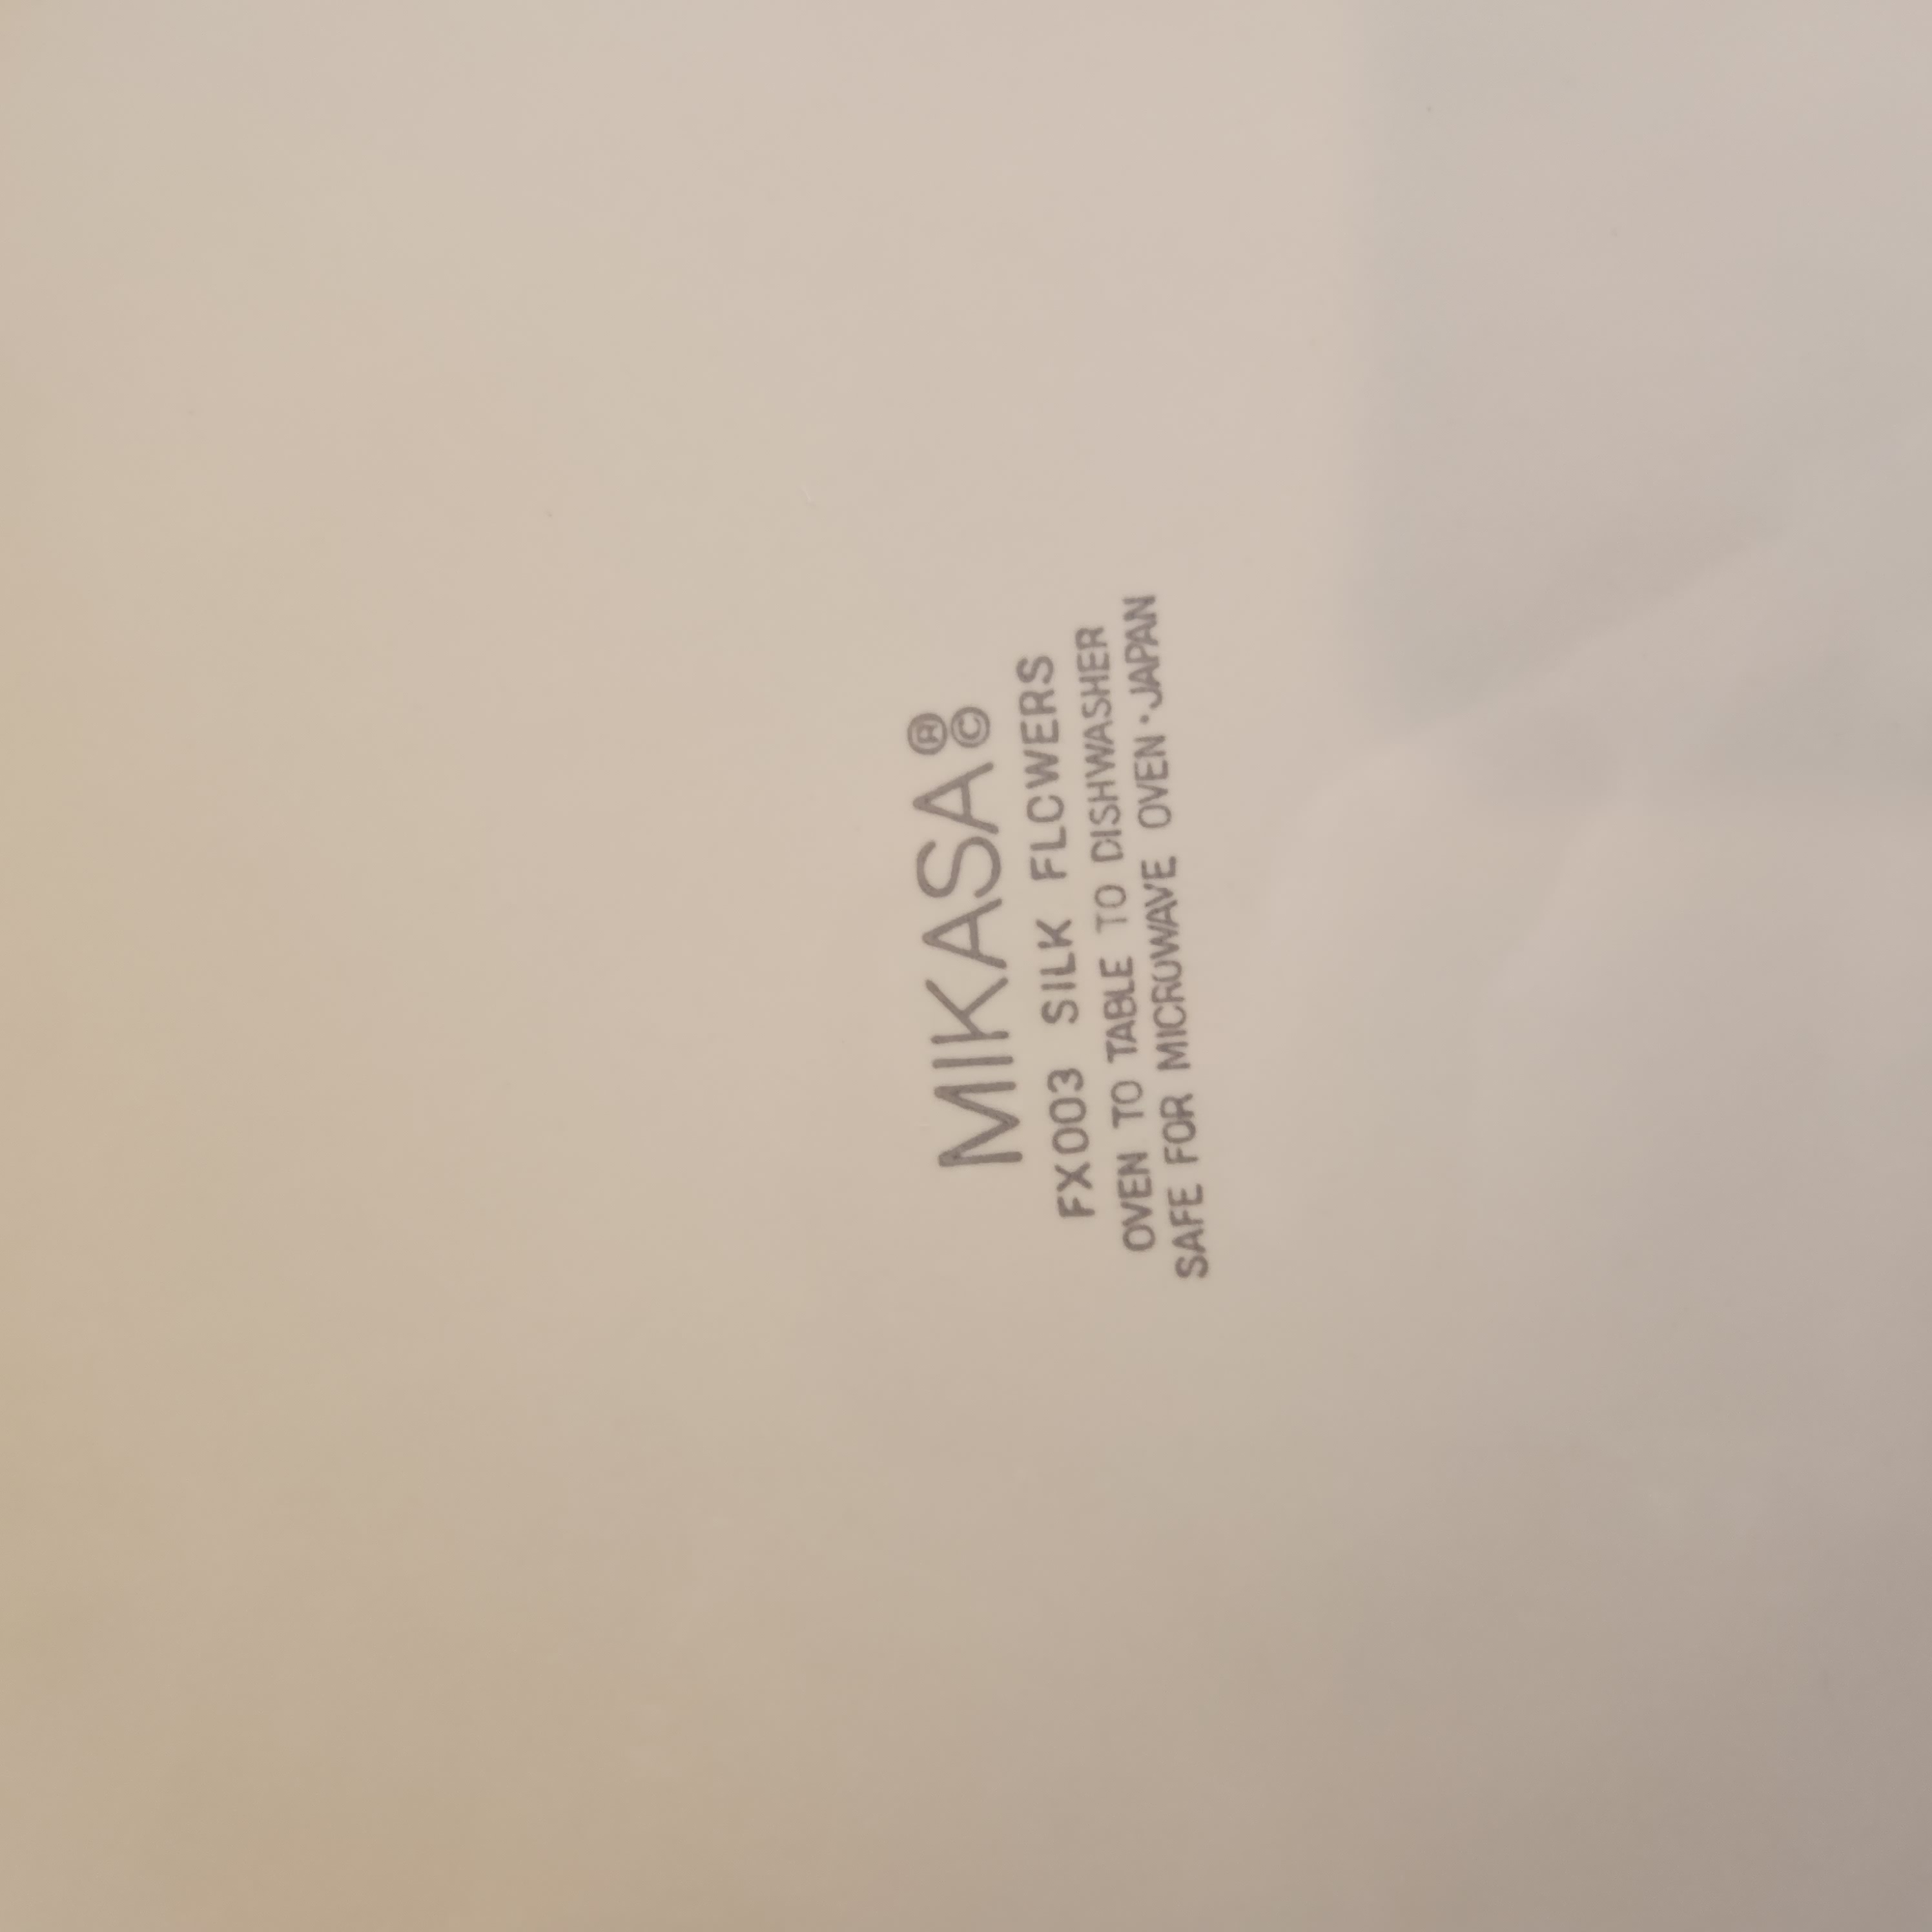 MIKASA®©
FX003 SILK FLOWERS
OVEN TO TABLE TO DISHWASHER
SAFE FOR MICROWAVE OVEN · JAPAN